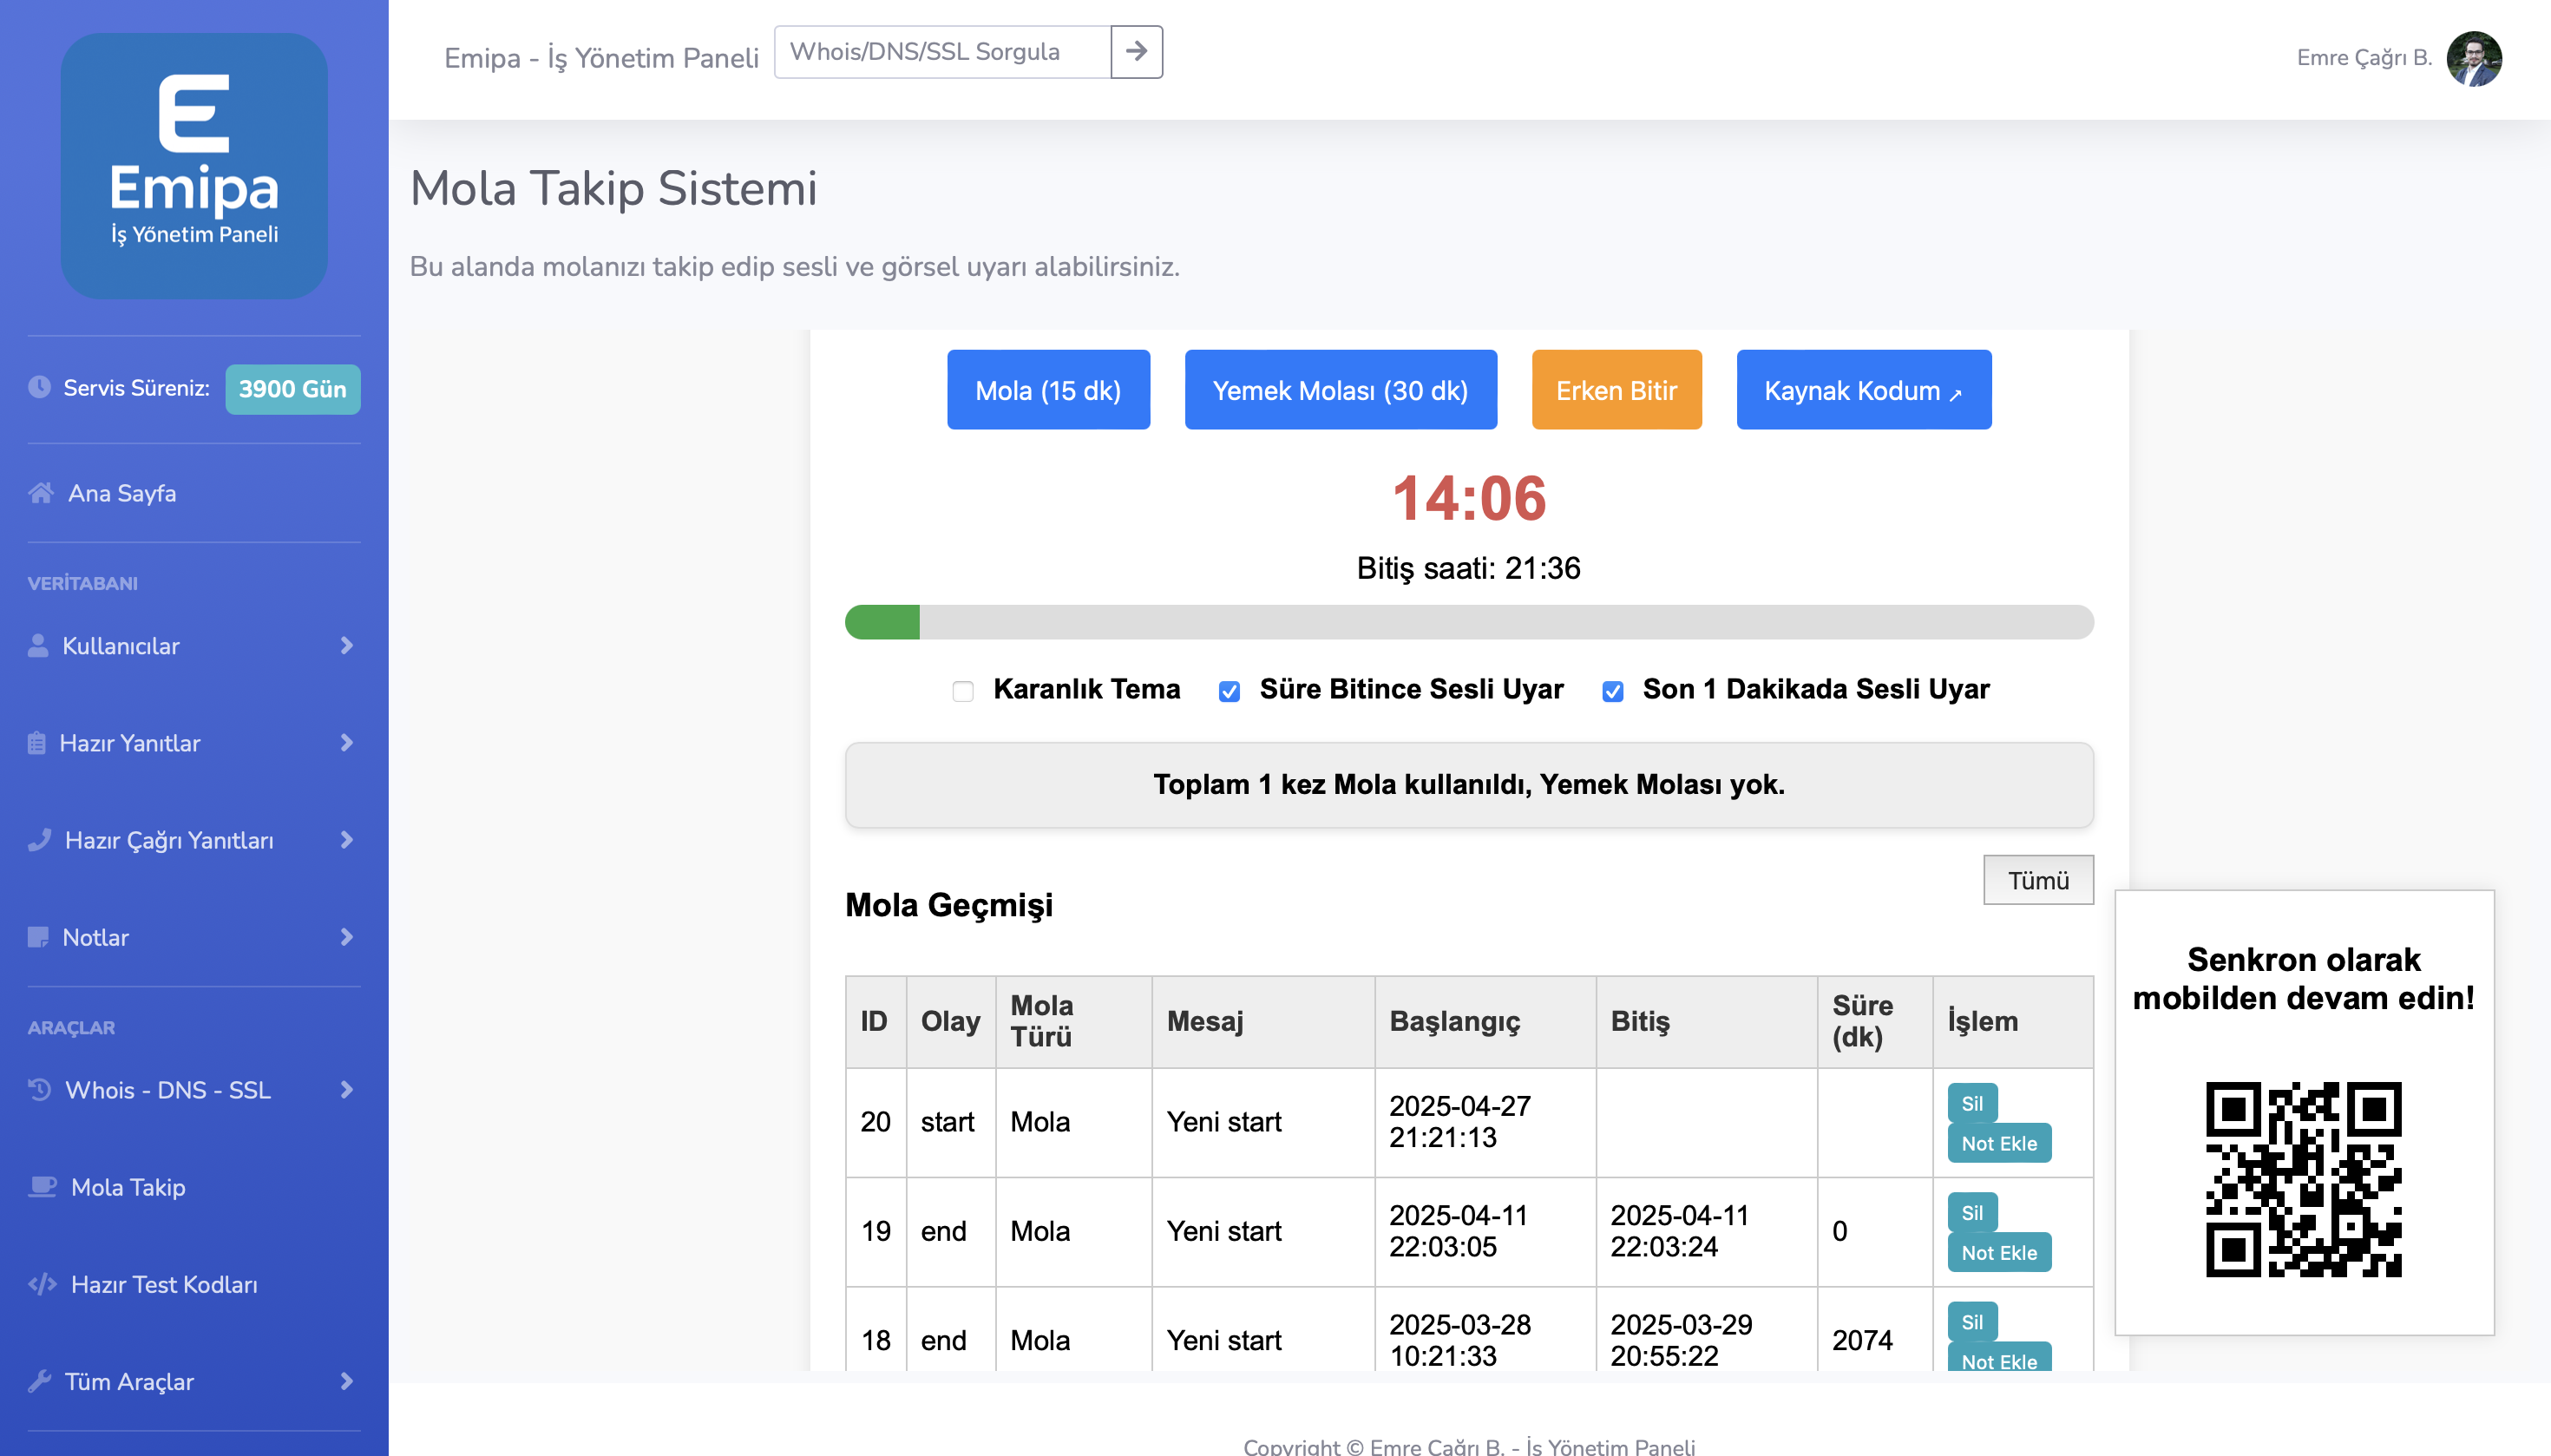 E
Emipa
İş Yönetim Paneli
Servis Süreniz: 3900 Gün
Ana Sayfa
VERİTABANI
Kullanıcılar
Hazır Yanıtlar
Hazır Çağrı Yanıtları
Notlar
ARAÇLAR
Whois - DNS - SSL
Mola Takip
Hazır Test Kodları
Tüm Araçlar
Emipa - İş Yönetim Paneli
Whois/DNS/SSL Sorgula
Emre Çağrı B.
Mola Takip Sistemi
Bu alanda molanızı takip edip sesli ve görsel uyarı alabilirsiniz.
Mola (15 dk) Yemek Molası (30 dk) Erken Bitir Kaynak Kodum ↗
14:06
Bitiş saati: 21:36
Karanlık Tema Süre Bitince Sesli Uyar Son 1 Dakikada Sesli Uyar
Toplam 1 kez Mola kullanıldı, Yemek Molası yok.
Tümü
Mola Geçmişi
ID Olay Mola Türü Mesaj Başlangıç Bitiş Süre (dk) İşlem
20 start Mola Yeni start 2025-04-27 21:21:13 Sil Not Ekle
19 end Mola Yeni start 2025-04-11 22:03:05 2025-04-11 22:03:24 0 Sil Not Ekle
18 end Mola Yeni start 2025-03-28 10:21:33 2025-03-29 20:55:22 2074 Sil Not Ekle
Senkron olarak
mobilden devam edin!
Copyright © Emre Çağrı B. - İş Yönetim Paneli